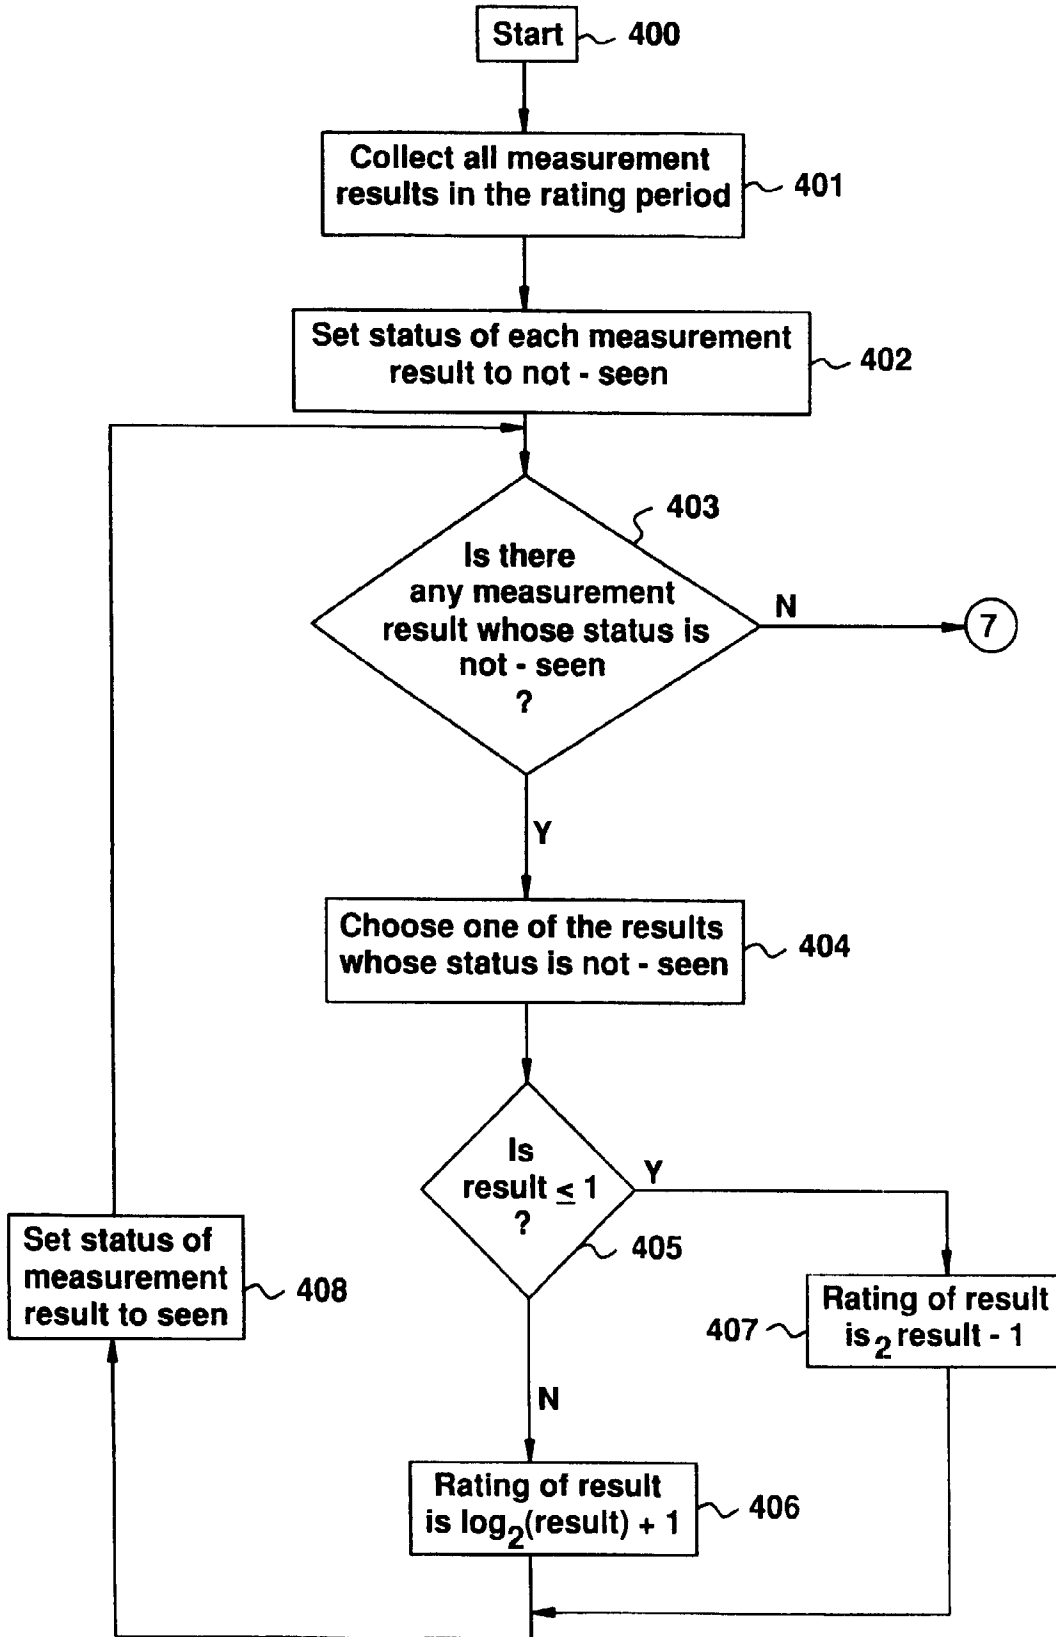 Start
400
Collect all measurement
results in the rating period
401
Set status of each measurement
result to not - seen
402
403
Is there
any measurement
result whose status is
not - seen
?
N
7
Y
Choose one of the results
whose status is not - seen
404
Is
result ≤ 1
?
Y
405
Set status of
measurement
result to seen
408
Rating of result
is 2 result - 1
407
N
Rating of result
is log2(result) + 1
406